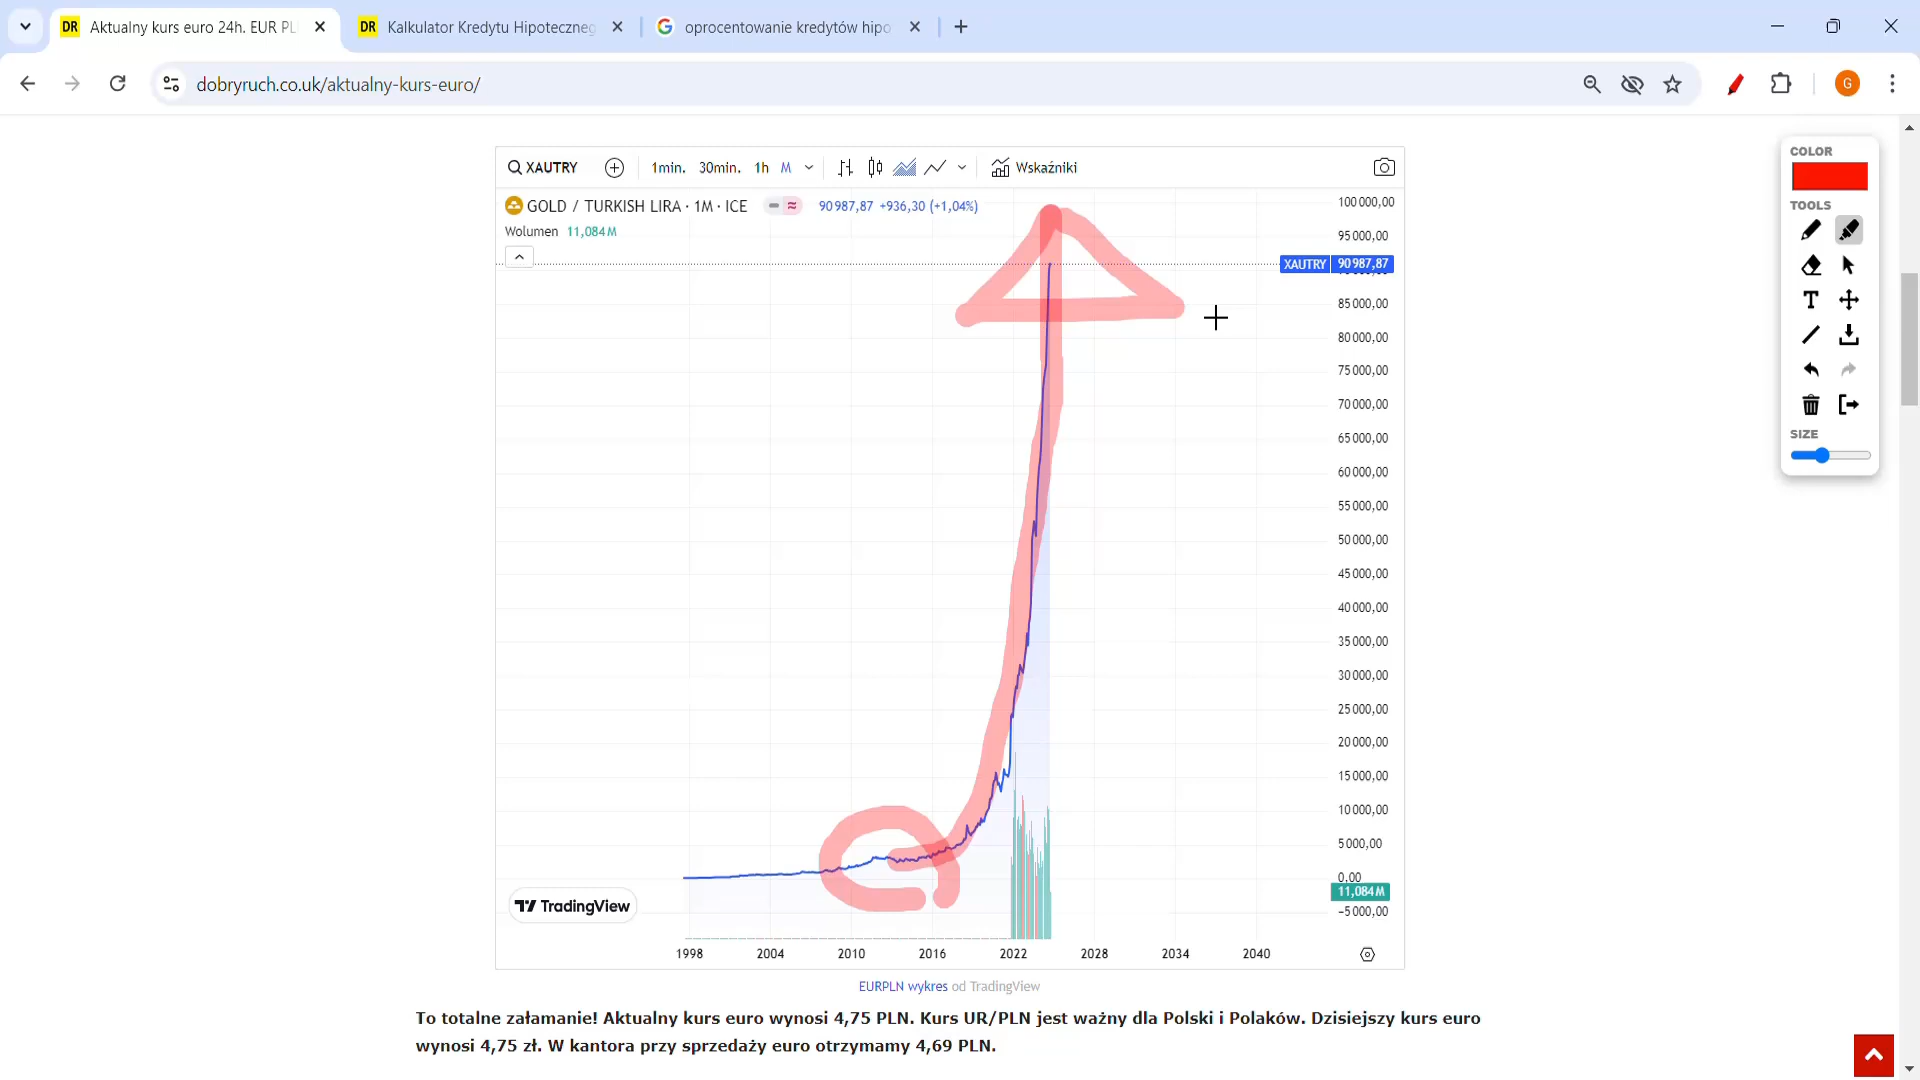 DR Aktualny kurs euro 24h. EUR PL
DR Kalkulator Kredytu Hipoteczneg
G oprocentowanie kredytów hipo
dobryruch.co.uk/aktualny-kurs-euro/
G
XAUTRY 1min. 30min. 1h M Wskaźniki
GOLD / TURKISH LIRA · 1M · ICE 90 987,87 +936,30 (+1,04%)
Wolumen 11,084 M
100 000,00
95 000,00
XAUTRY 90 987,87
85 000,00
80 000,00
75 000,00
70 000,00
65 000,00
60 000,00
55 000,00
50 000,00
45 000,00
40 000,00
35 000,00
30 000,00
25 000,00
20 000,00
15 000,00
10 000,00
5 000,00
0,00
11,084 M
−5 000,00
TradingView
1998 2004 2010 2016 2022 2028 2034 2040
EURPLN wykres od TradingView
To totalne załamanie! Aktualny kurs euro wynosi 4,75 PLN. Kurs UR/PLN jest ważny dla Polski i Polaków. Dzisiejszy kurs euro
wynosi 4,75 zł. W kantora przy sprzedaży euro otrzymamy 4,69 PLN.
COLOR
TOOLS
SIZE